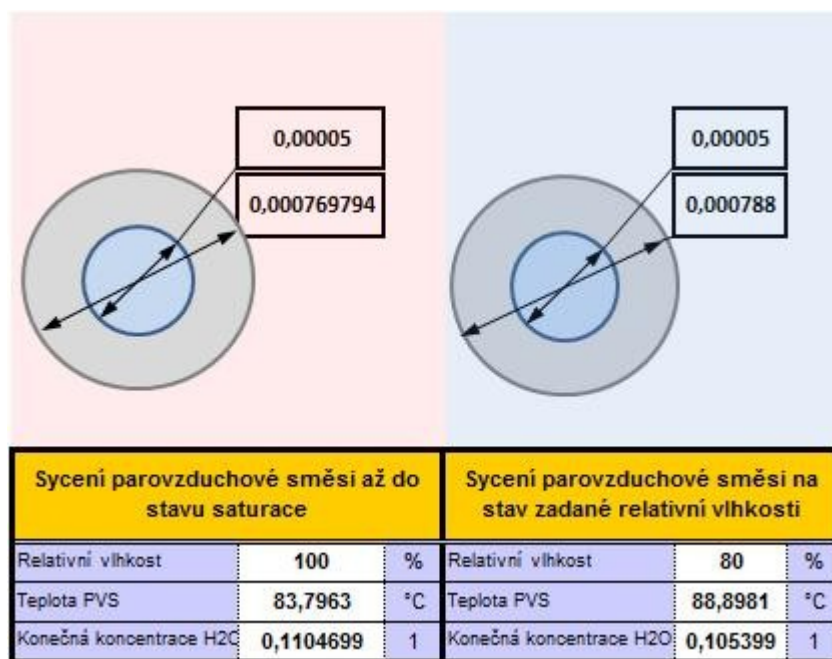 0,00005
0,000769794
0,00005
0,000788
Sycení parovzduchové směsi až do
stavu saturace
Relativní vlhkost 100 %
Teplota PVS 83,7963 °C
Konečná koncentrace H2O 0,1104699 1
Sycení parovzduchové směsi na
stav zadané relativní vlhkosti
Relativní vlhkost 80 %
Teplota PVS 88,8981 °C
Konečná koncentrace H2O 0,105399 1